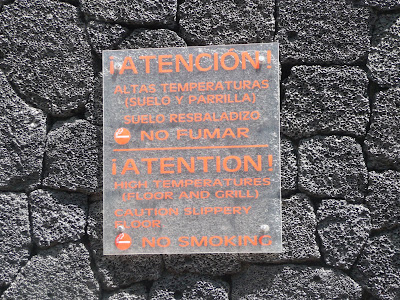 ¡ATENCIÓN!
ALTAS TEMPERATURAS
(SUELO Y PARRILLA)
SUELO RESBALADIZO
NO FUMAR
¡ATENTION!
HIGH TEMPERATURES
(FLOOR AND GRILL)
CAUTION SLIPPERY
FLOOR
NO SMOKING